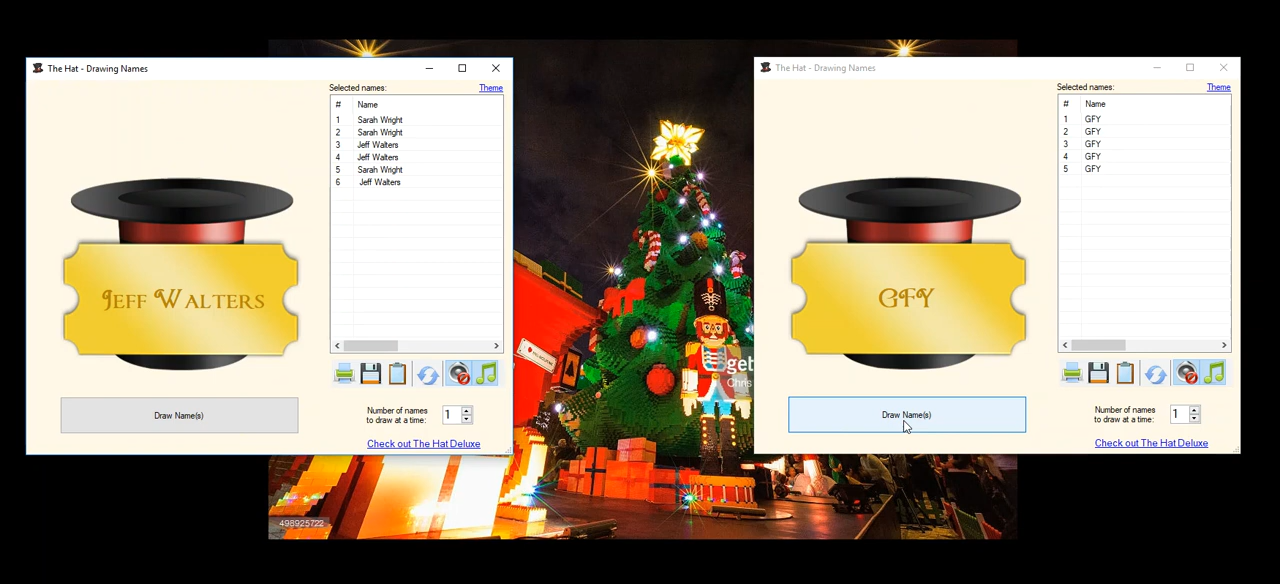 The Hat - Drawing Names
Selected names:
Theme
# Name
1 Sarah Wright
2 Sarah Wright
3 Jeff Walters
4 Jeff Walters
5 Sarah Wright
6 Jeff Walters
JEFF WALTERS
Draw Name(s)
Number of names
to draw at a time:
1
Check out The Hat Deluxe
The Hat - Drawing Names
Selected names:
Theme
# Name
1 GFY
2 GFY
3 GFY
4 GFY
5 GFY
GFY
Draw Name(s)
Number of names
to draw at a time:
1
Check out The Hat Deluxe
get
Chris
498925722